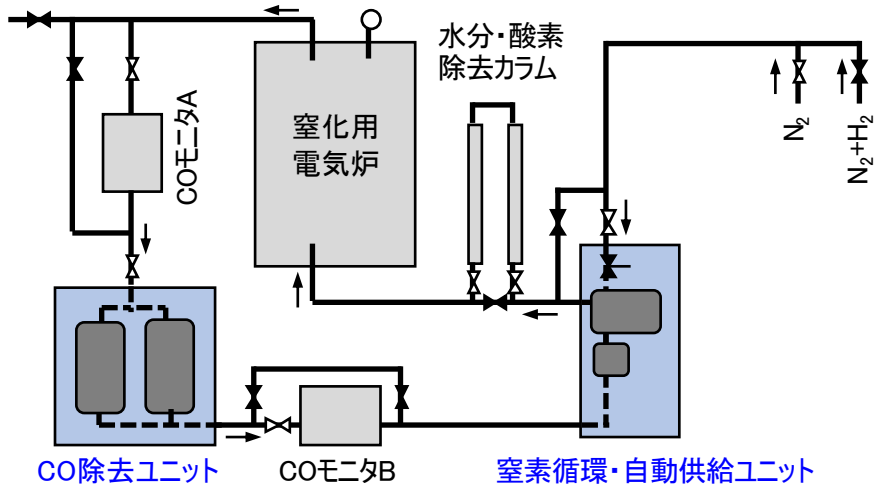 水分・酸素
除去カラム
窒化用
電気炉
COモニタA
N₂
N₂+H₂
CO除去ユニット
COモニタB
窒素循環・自動供給ユニット